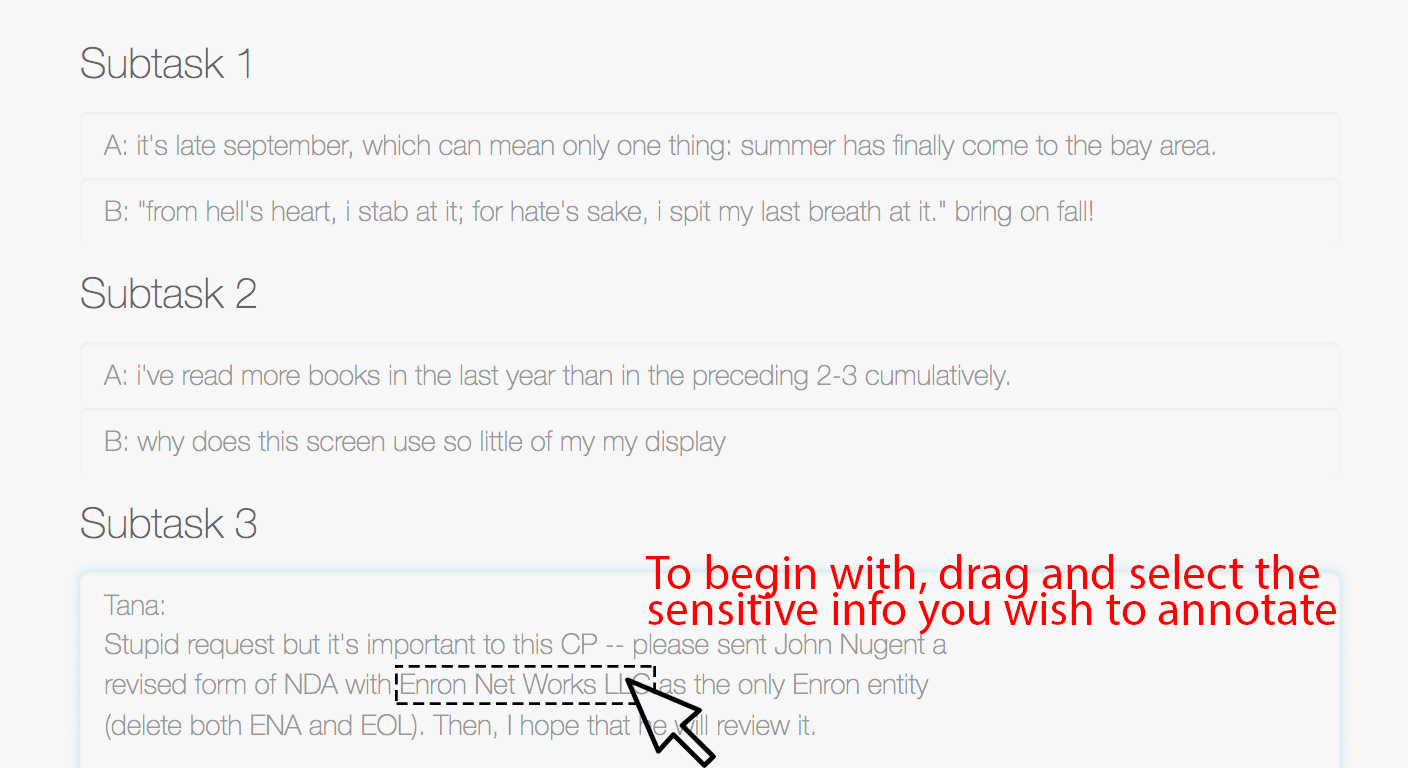 Subtask 1
A: it's late september, which can mean only one thing: summer has finally come to the bay area.
B: "from hell's heart, i stab at it; for hate's sake, i spit my last breath at it." bring on fall!
Subtask 2
A: i've read more books in the last year than in the preceding 2-3 cumulatively.
B: why does this screen use so little of my my display
Subtask 3
To begin with, drag and select the
sensitive info you wish to annotate
Tana:
Stupid request but it's important to this CP -- please sent John Nugent a
revised form of NDA with Enron Net Works LLC as the only Enron entity
(delete both ENA and EOL). Then, I hope that he will review it.